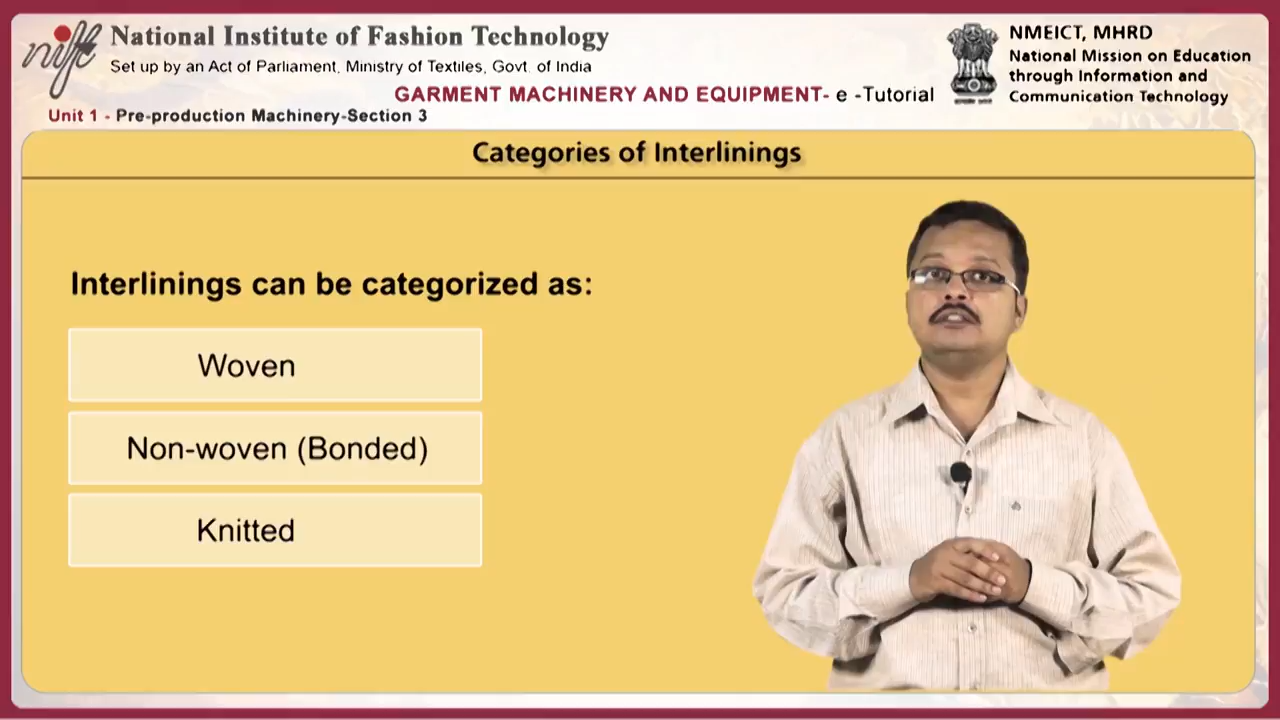 nift
National Institute of Fashion Technology
Set up by an Act of Parliament, Ministry of Textiles, Govt. of India
NMEICT, MHRD
National Mission on Education
through Information and
Communication Technology
GARMENT MACHINERY AND EQUIPMENT- e -Tutorial
Unit 1 - Pre-production Machinery-Section 3
Categories of Interlinings
Interlinings can be categorized as:
Woven
Non-woven (Bonded)
Knitted